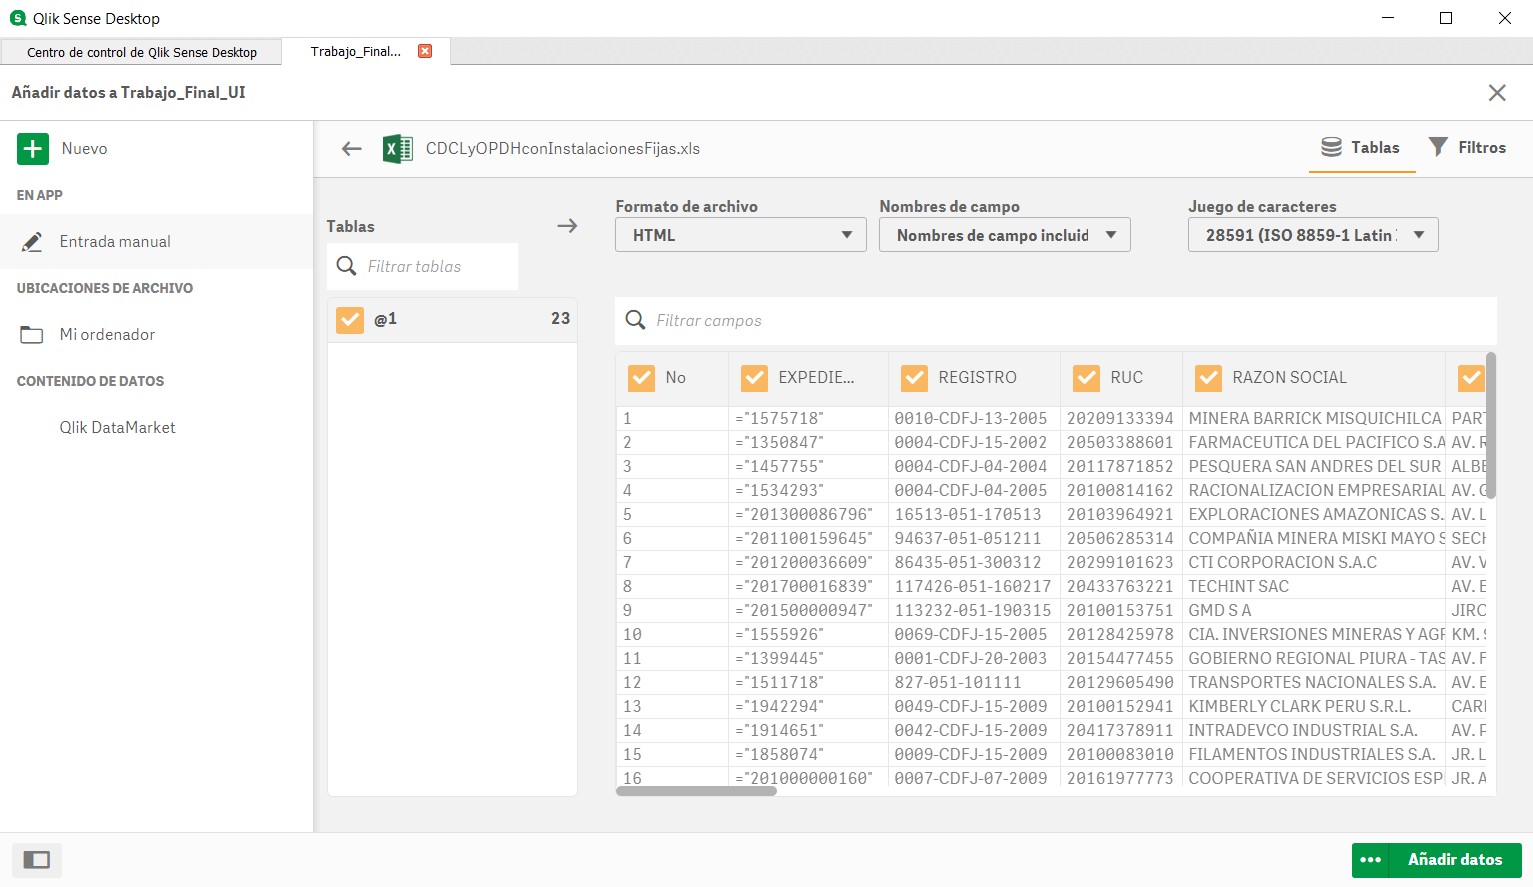 Qlik Sense Desktop
Centro de control de Qlik Sense Desktop
Trabajo_Final...
Añadir datos a Trabajo_Final_UI
Nuevo
EN APP
Entrada manual
UBICACIONES DE ARCHIVO
Mi ordenador
CONTENIDO DE DATOS
Qlik DataMarket
CDCLyOPDHconInstalacionesFijas.xls
Tablas
Filtros
Tablas
Filtrar tablas
@1 23
Formato de archivo
HTML
Nombres de campo
Nombres de campo incluid
Juego de caracteres
28591 (ISO 8859-1 Latin
Filtrar campos
No EXPEDIE... REGISTRO RUC RAZON SOCIAL
1 ="1575718" 0010-CDFJ-13-2005 20209133394 MINERA BARRICK MISQUICHILCA PART
2 ="1350847" 0004-CDFJ-15-2002 20503388601 FARMACEUTICA DEL PACIFICO S.A AV. R
3 ="1457755" 0004-CDFJ-04-2004 20117871852 PESQUERA SAN ANDRES DEL SUR ALBE
4 ="1534293" 0004-CDFJ-04-2005 20100814162 RACIONALIZACION EMPRESARIAL AV. G
5 ="201300086796" 16513-051-170513 20103964921 EXPLORACIONES AMAZONICAS S. AV. L
6 ="201100159645" 94637-051-051211 20506285314 COMPAÑIA MINERA MISKI MAYO S SECH
7 ="201200036609" 86435-051-300312 20299101623 CTI CORPORACION S.A.C AV. V
8 ="201700016839" 117426-051-160217 20433763221 TECHINT SAC AV. E
9 ="201500000947" 113232-051-190315 20100153751 GMD S A JIRO
10 ="1555926" 0069-CDFJ-15-2005 20128425978 CIA. INVERSIONES MINERAS Y AGR KM. 9
11 ="1399445" 0001-CDFJ-20-2003 20154477455 GOBIERNO REGIONAL PIURA - TAS AV. F
12 ="1511718" 827-051-101111 20129605490 TRANSPORTES NACIONALES S.A. AV. E
13 ="1942294" 0049-CDFJ-15-2009 20100152941 KIMBERLY CLARK PERU S.R.L. CARR
14 ="1914651" 0042-CDFJ-15-2009 20417378911 INTRADEVCO INDUSTRIAL S.A. AV. P
15 ="1858074" 0009-CDFJ-15-2009 20100083010 FILAMENTOS INDUSTRIALES S.A. JR. L
16 ="201000000160" 0007-CDFJ-07-2009 20161977773 COOPERATIVA DE SERVICIOS ESP JR. A
Añadir datos